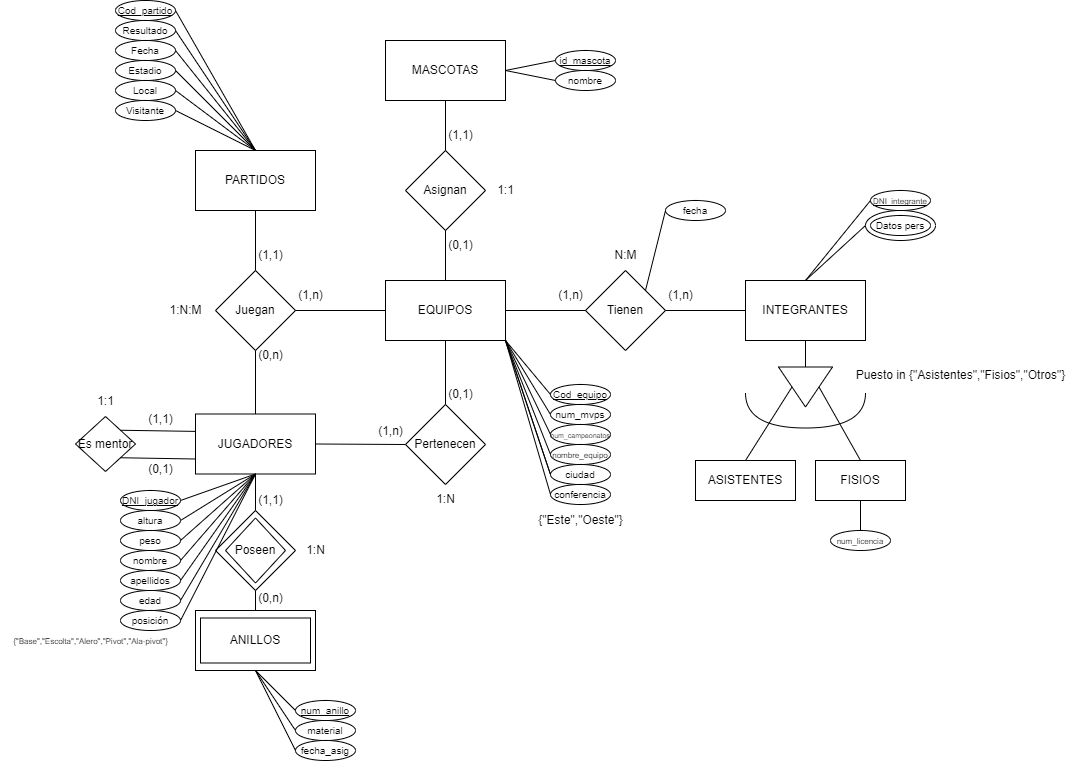 Cod_partido
Resultado
Fecha
Estadio
Local
Visitante
PARTIDOS
MASCOTAS
id_mascota
nombre
(1,1)
Asignan
1:1
(0,1)
(1,1)
Juegan
1:N:M
(1,n)
(0,n)
EQUIPOS
fecha
N:M
(1,n)
Tienen
(1,n)
DNI_integrante
Datos pers
INTEGRANTES
Puesto in {"Asistentes","Fisios","Otros"}
ASISTENTES
FISIOS
num_licencia
(0,1)
Pertenecen
(1,n)
1:N
Cod_equipo
num_mvps
num_campeonatos
nombre_equipo
ciudad
conferencia
{"Este","Oeste"}
1:1
(1,1)
Es mentor
(0,1)
JUGADORES
DNI_jugador
altura
peso
nombre
apellidos
edad
posición
{"Base","Escolta","Alero","Pivot","Ala-pivot"}
(1,1)
Poseen
1:N
(0,n)
ANILLOS
num_anillo
material
fecha_asig